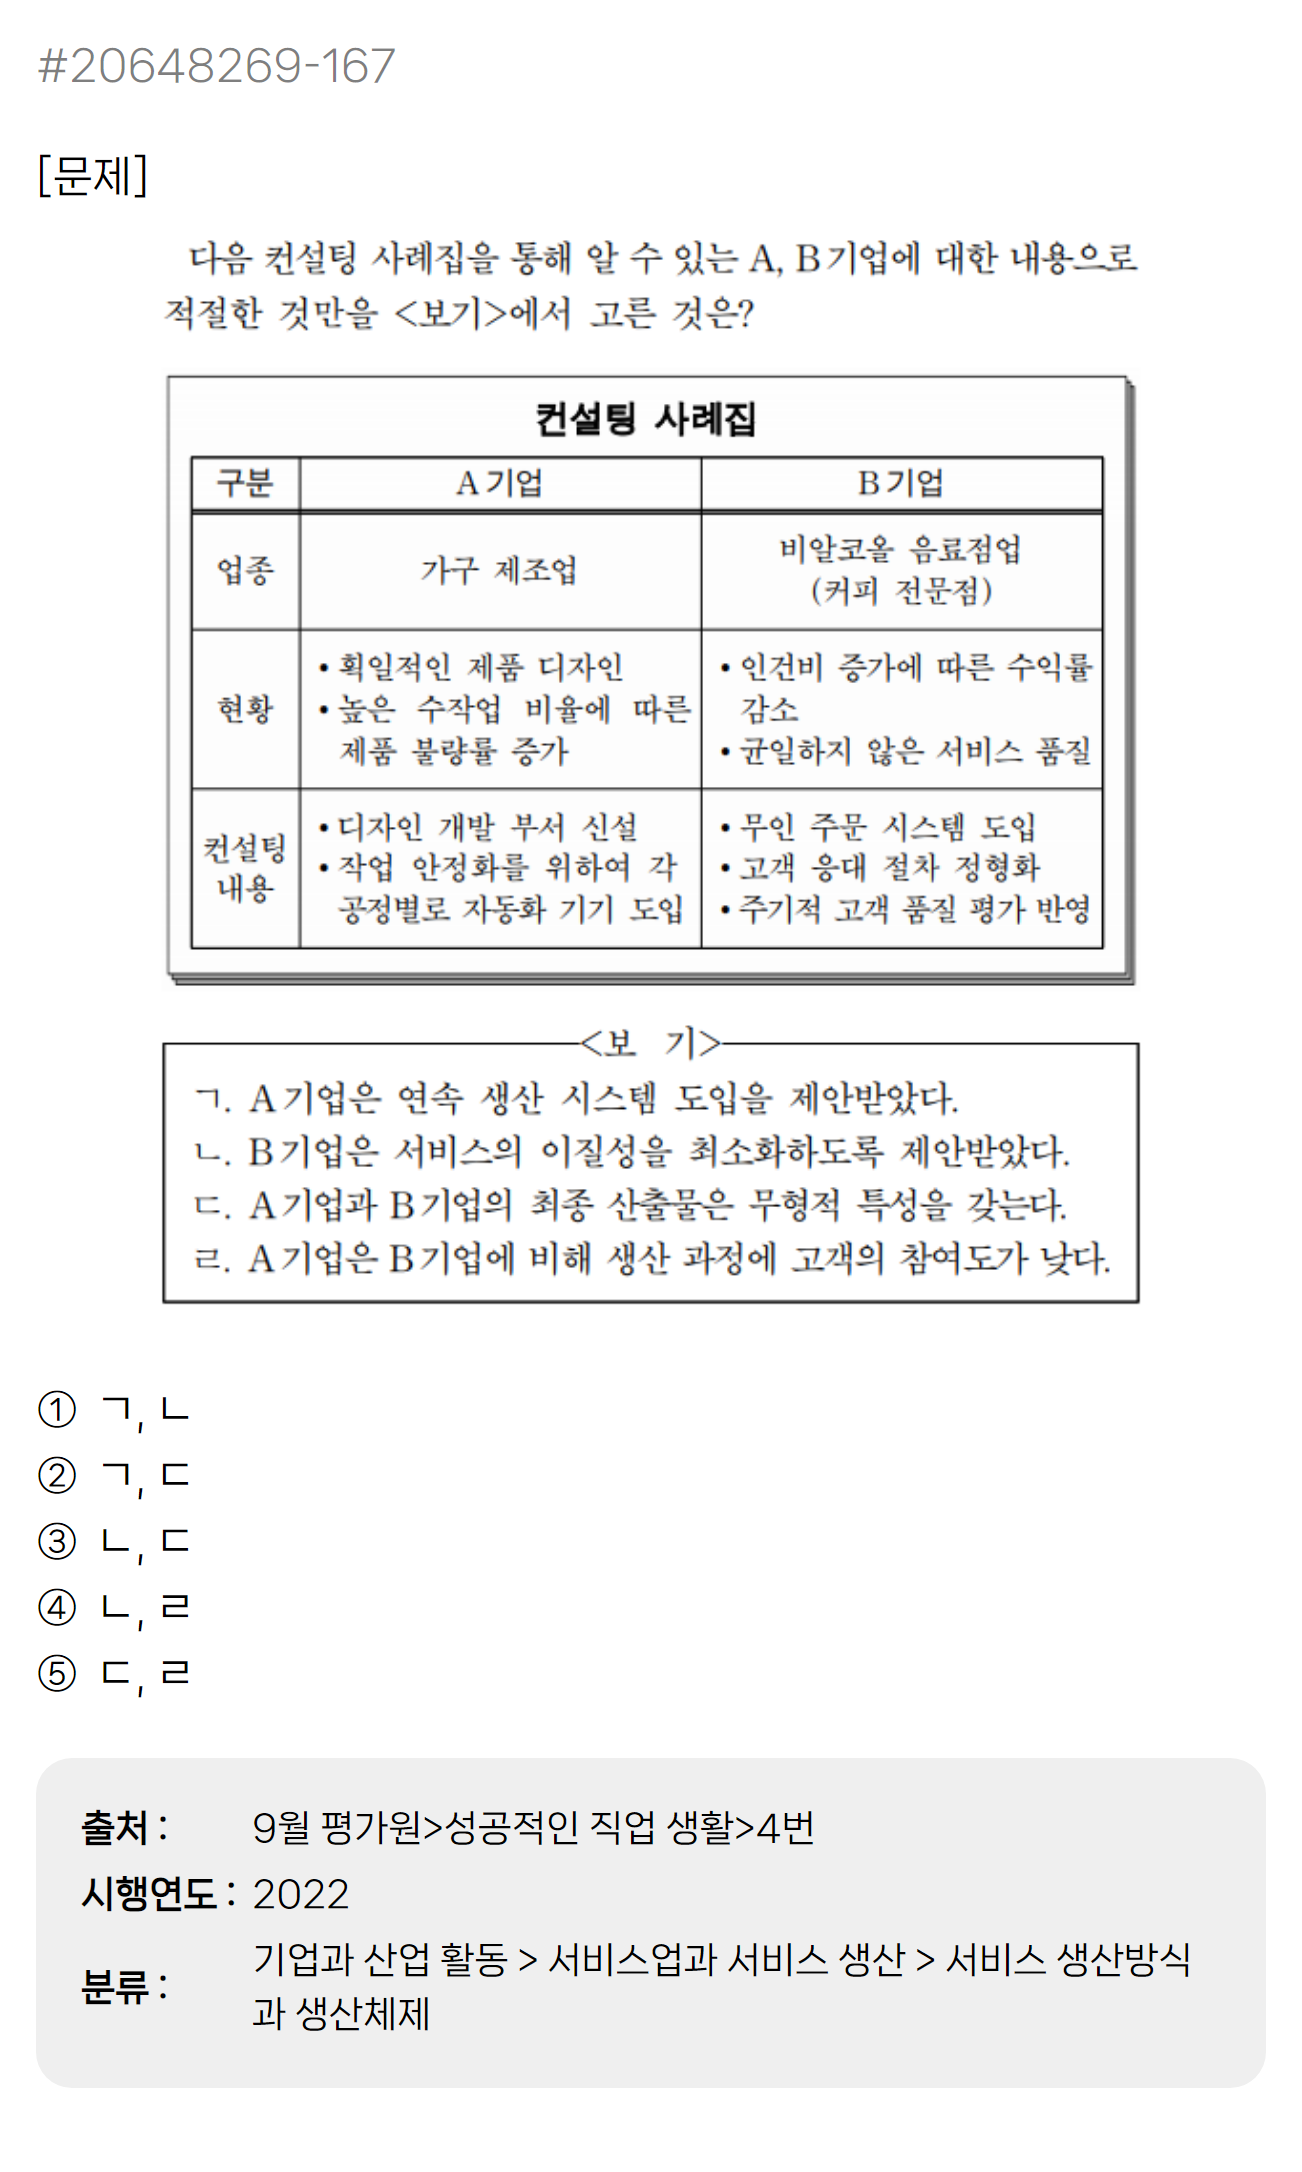 #20648269-167
[문제]
다음 컨설팅 사례집을 통해 알 수 있는 A, B기업에 대한 내용으로
적절한 것만을 <보기>에서 고른 것은?
컨설팅 사례집
구분 A기업 B기업
업종 가구 제조업 비알코올 음료점업
(커피 전문점)
현황
• 획일적인 제품 디자인
• 높은 수작업 비율에 따른
제품 불량률 증가
• 인건비 증가에 따른 수익률
감소
• 균일하지 않은 서비스 품질
컨설팅
내용
• 디자인 개발 부서 신설
• 작업 안정화를 위하여 각
공정별로 자동화 기기 도입
• 무인 주문 시스템 도입
• 고객 응대 절차 정형화
• 주기적 고객 품질 평가 반영
<보 기>
ㄱ. A기업은 연속 생산 시스템 도입을 제안받았다.
ㄴ. B기업은 서비스의 이질성을 최소화하도록 제안받았다.
ㄷ. A기업과 B기업의 최종 산출물은 무형적 특성을 갖는다.
ㄹ. A기업은 B기업에 비해 생산 과정에 고객의 참여도가 낮다.
① ㄱ, ㄴ
② ㄱ, ㄷ
③ ㄴ, ㄷ
④ ㄴ, ㄹ
⑤ ㄷ, ㄹ
출처 : 9월 평가원>성공적인 직업 생활>4번
시행연도 : 2022
분류 : 기업과 산업 활동 > 서비스업과 서비스 생산 > 서비스 생산방식
과 생산체제